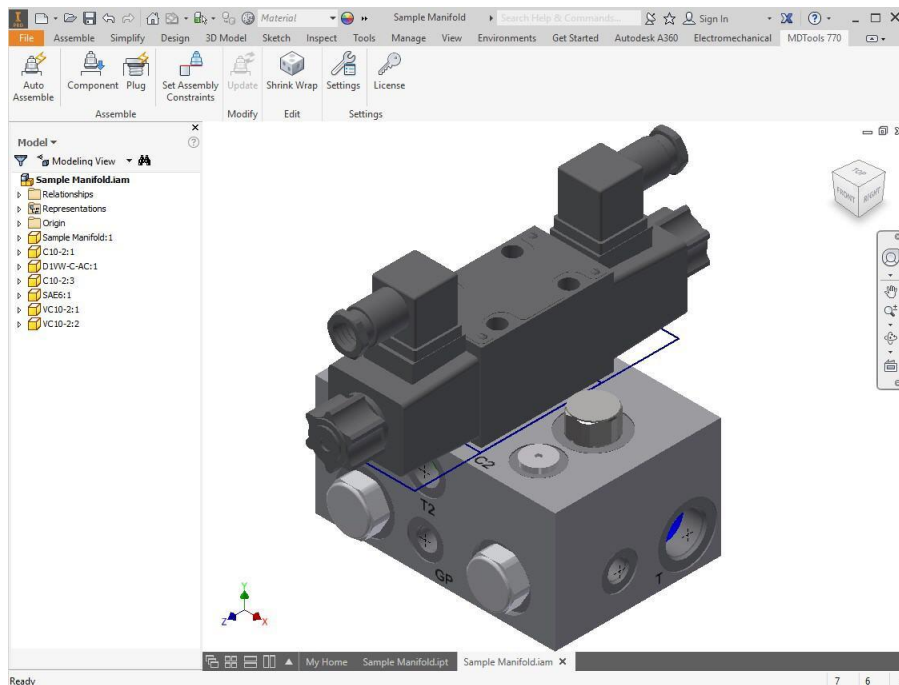 PRO
Material
Sample Manifold
Search Help & Commands...
Sign In
File Assemble Simplify Design 3D Model Sketch Inspect Tools Manage View Environments Get Started Autodesk A360 Electromechanical MDTools 770
Auto Assemble
Component
Plug
Set Assembly Constraints
Update
Shrink Wrap
Settings
License
Assemble Modify Edit Settings
Model
Modeling View
Sample Manifold.iam
Relationships
Representations
Origin
Sample Manifold:1
C10-2:1
D1VW-C-AC:1
C10-2:3
SAE6:1
VC10-2:1
VC10-2:2
TOP
FRONT RIGHT
C2
T2
GP
T
Y
Z X
My Home Sample Manifold.ipt Sample Manifold.iam
Ready 7 6